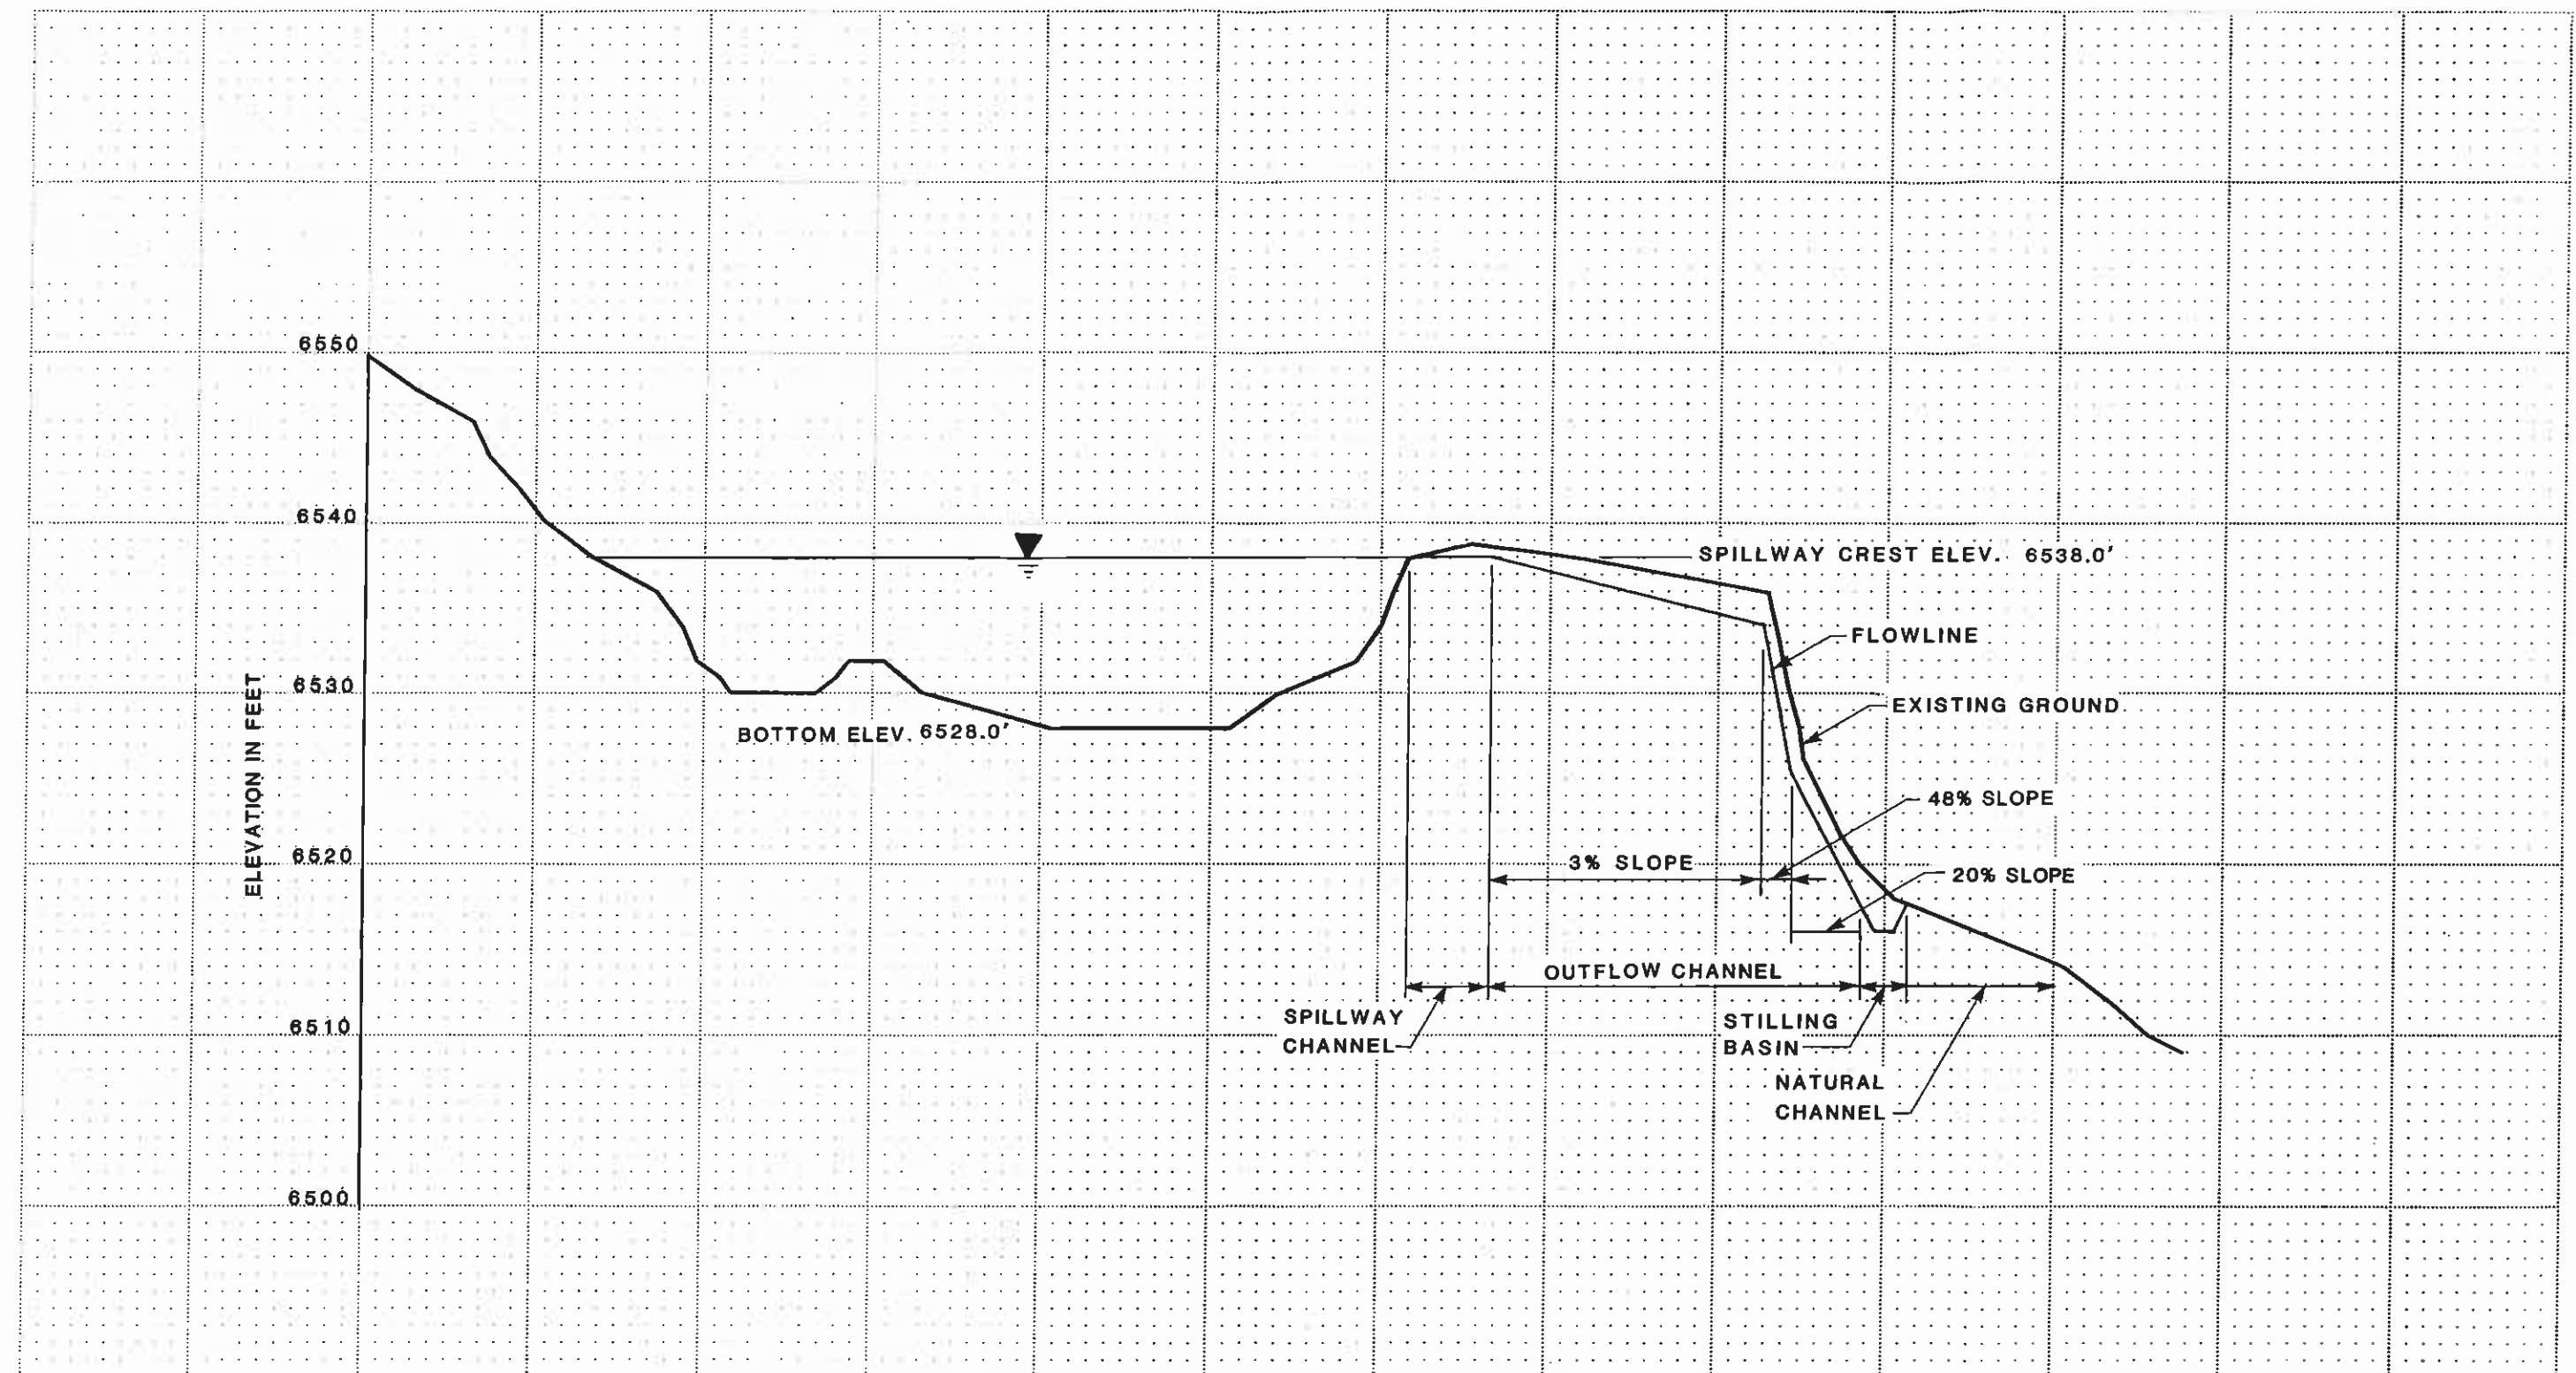 6550
6540
SPILLWAY CREST ELEV. 6538.0'
FLOWLINE
6530
EXISTING GROUND
BOTTOM ELEV. 6528.0'
ELEVATION IN FEET
48% SLOPE
6520
3% SLOPE
20% SLOPE
OUTFLOW CHANNEL
SPILLWAY
CHANNEL
STILLING
BASIN
6510
NATURAL
CHANNEL
6500